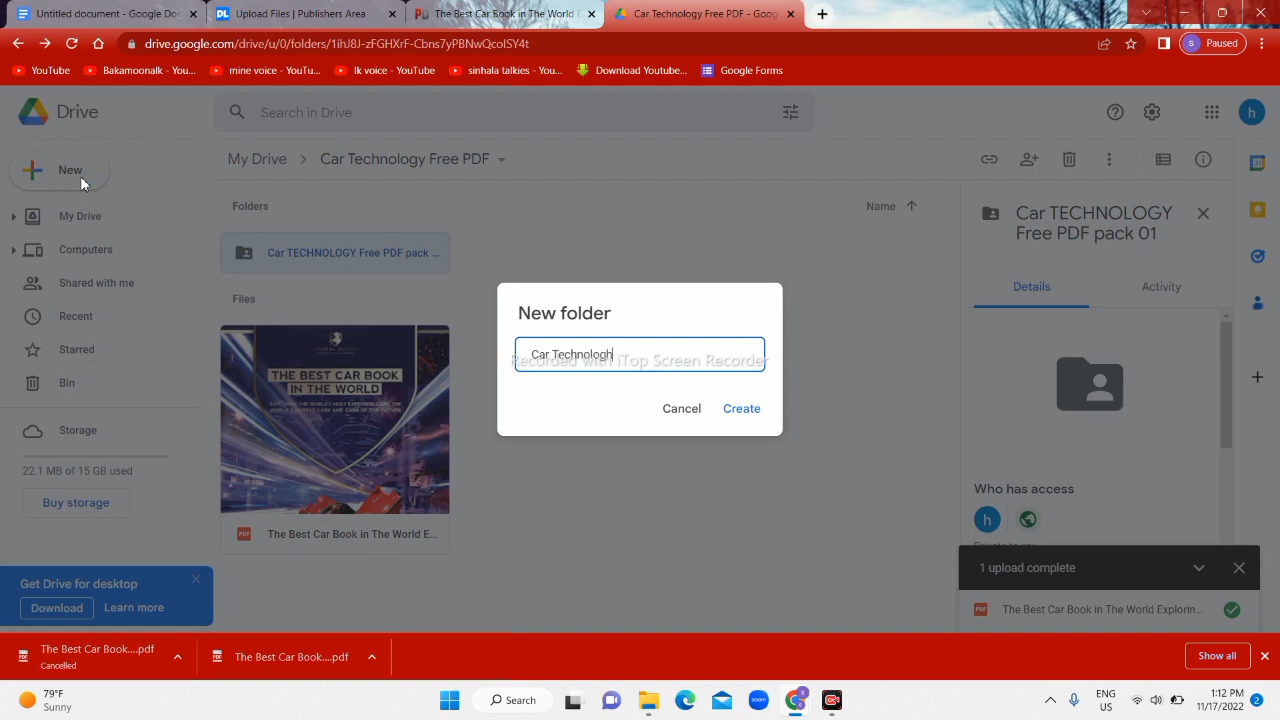 Untitled document - Google Doc
Upload Files | Publishers Area
The Best Car Book in The World E
Car Technology Free PDF - Goog
drive.google.com/drive/u/0/folders/1ihJ8J-zFGHXrF-Cbns7yPBNwQcolSY4t
Paused
YouTube
Bakamoonalk - You...
mine voice - YouTu...
lk voice - YouTube
sinhala talkies - You...
Download Youtube...
Google Forms
Drive
Search in Drive
h
New
My Drive > Car Technology Free PDF
My Drive
Computers
Shared with me
Recent
Starred
Bin
Storage
22.1 MB of 15 GB used
Buy storage
Get Drive for desktop
Download Learn more
Folders
Name
Car TECHNOLOGY Free PDF pack ...
Files
THE BEST CAR BOOK
IN THE WORLD
The Best Car Book in The World E...
New folder
Car Technologh
Recorded with iTop Screen Recorder
Cancel Create
Car TECHNOLOGY
Free PDF pack 01
Details
Activity
Who has access
h
Private to you
1 upload complete
The Best Car Book in The World Explorin...
The Best Car Book....pdf
Cancelled
The Best Car Book....pdf
Show all
79°F
Sunny
Search
zoom
ENG
US
1:12 PM
11/17/2022
2